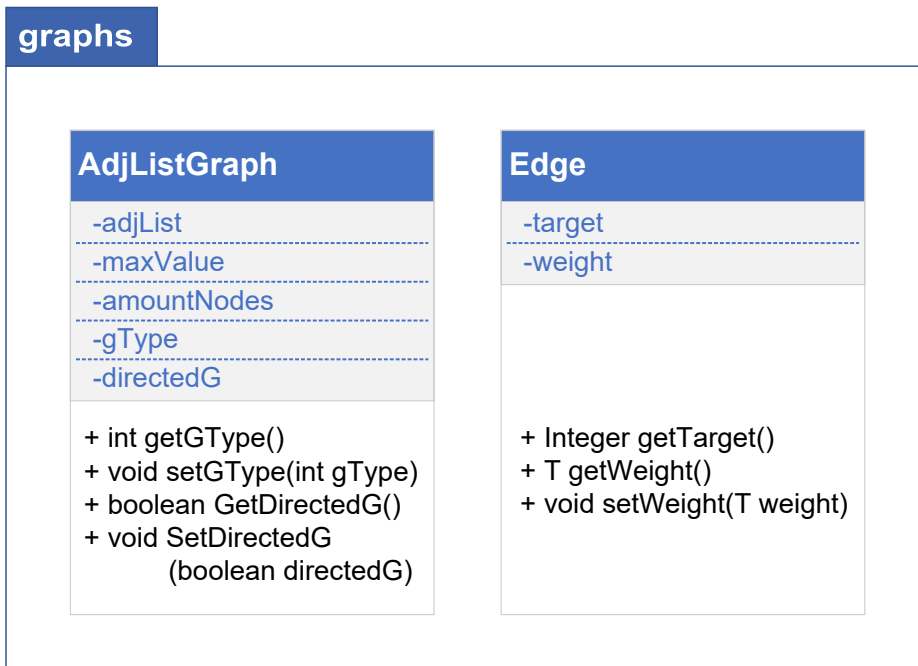 graphs
AdjListGraph
-adjList
-maxValue
-amountNodes
-gType
-directedG
+ int getGType()
+ void setGType(int gType)
+ boolean GetDirectedG()
+ void SetDirectedG
(boolean directedG)
Edge
-target
-weight
+ Integer getTarget()
+ T getWeight()
+ void setWeight(T weight)